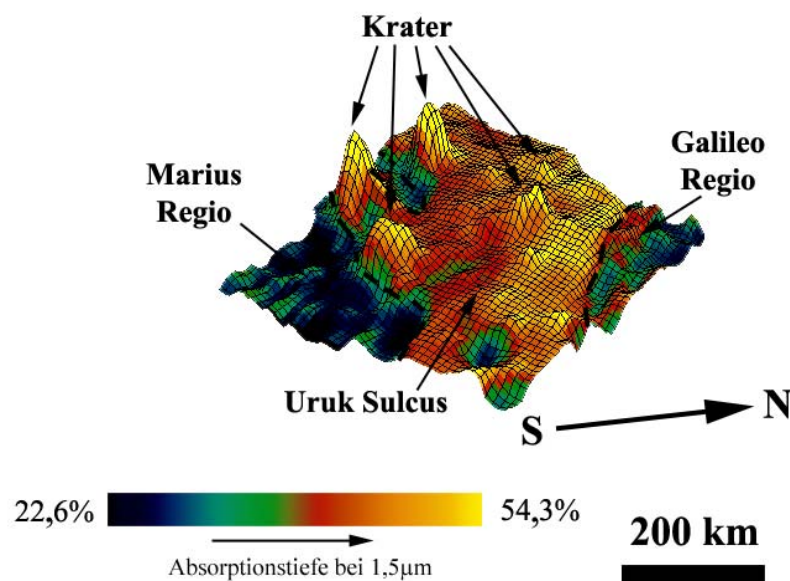 Krater
Marius
Regio
Galileo
Regio
Uruk Sulcus
S
N
22,6%
54,3%
Absorptionstiefe bei 1,5µm
200 km